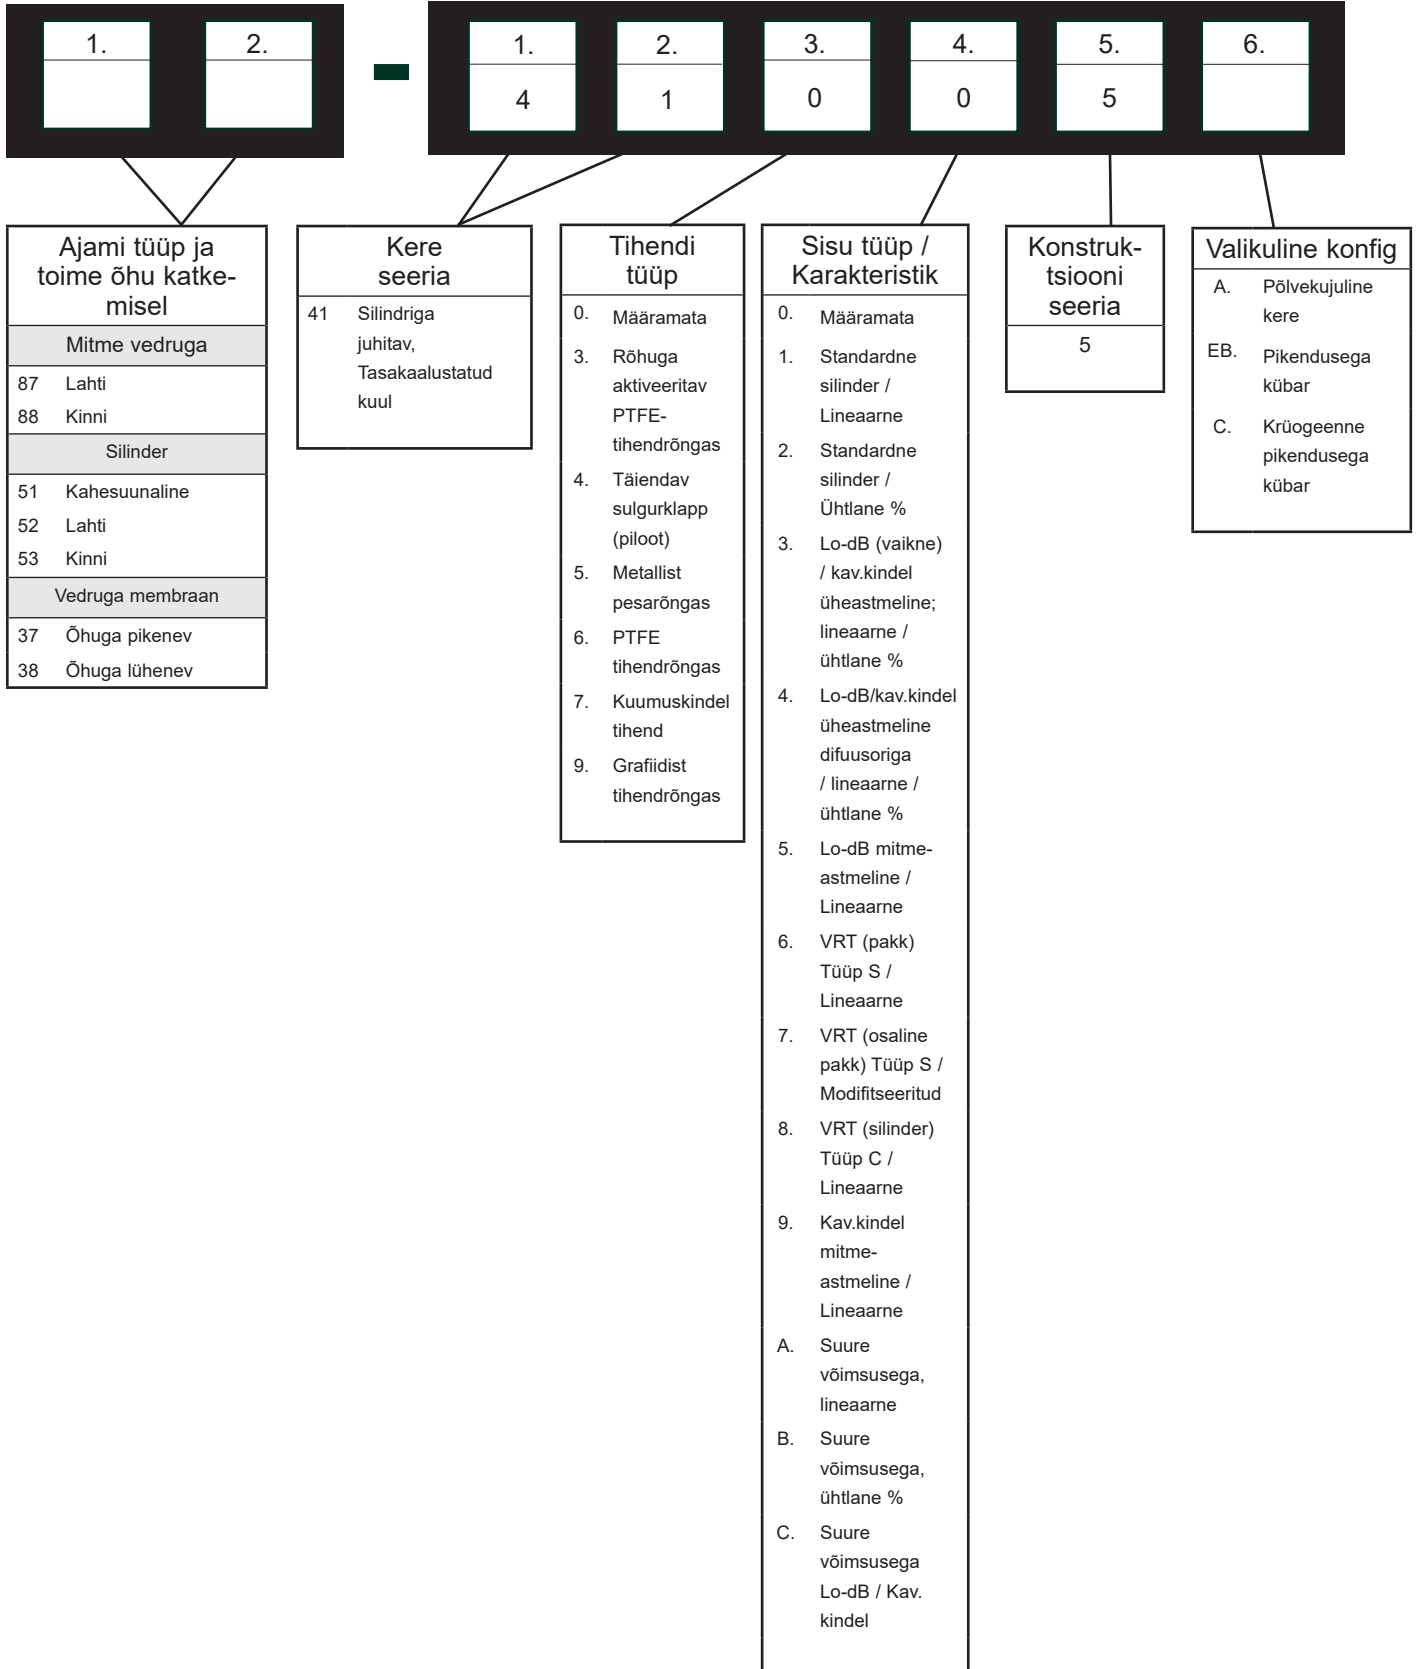 1.
2.
1.
2.
3.
4.
5.
6.
4
1
0
0
5
Ajami tüüp ja
toime õhu katke-
misel
Mitme vedruga
87 Lahti
88 Kinni
Silinder
51 Kahesuunaline
52 Lahti
53 Kinni
Vedruga membraan
37 Õhuga pikenev
38 Õhuga lühenev
Kere
seeria
41 Silindriga
juhitav,
Tasakaalustatud
kuul
Tihendi
tüüp
0. Määramata
3. Rõhuga
aktiveeritav
PTFE-
tihendrõngas
4. Täiendav
sulgurklapp
(piloot)
5. Metallist
pesarõngas
6. PTFE
tihendrõngas
7. Kuumuskindel
tihend
9. Grafiidist
tihendrõngas
Sisu tüüp /
Karakteristik
0. Määramata
1. Standardne
silinder /
Lineaarne
2. Standardne
silinder /
Ühtlane %
3. Lo-dB (vaikne)
/ kav.kindel
üheastmeline;
lineaarne /
ühtlane %
4. Lo-dB/kav.kindel
üheastmeline
difuusoriga
/ lineaarne /
ühtlane %
5. Lo-dB mitme-
astmeline /
Lineaarne
6. VRT (pakk)
Tüüp S /
Lineaarne
7. VRT (osaline
pakk) Tüüp S /
Modifitseeritud
8. VRT (silinder)
Tüüp C /
Lineaarne
9. Kav.kindel
mitme-
astmeline /
Lineaarne
A. Suure
võimsusega,
lineaarne
B. Suure
võimsusega,
ühtlane %
C. Suure
võimsusega
Lo-dB / Kav.
kindel
Konstruk-
tsiooni
seeria
5
Valikuline konfig
A. Põlvekujuline
kere
EB. Pikendusega
kübar
C. Krüogeenne
pikendusega
kübar